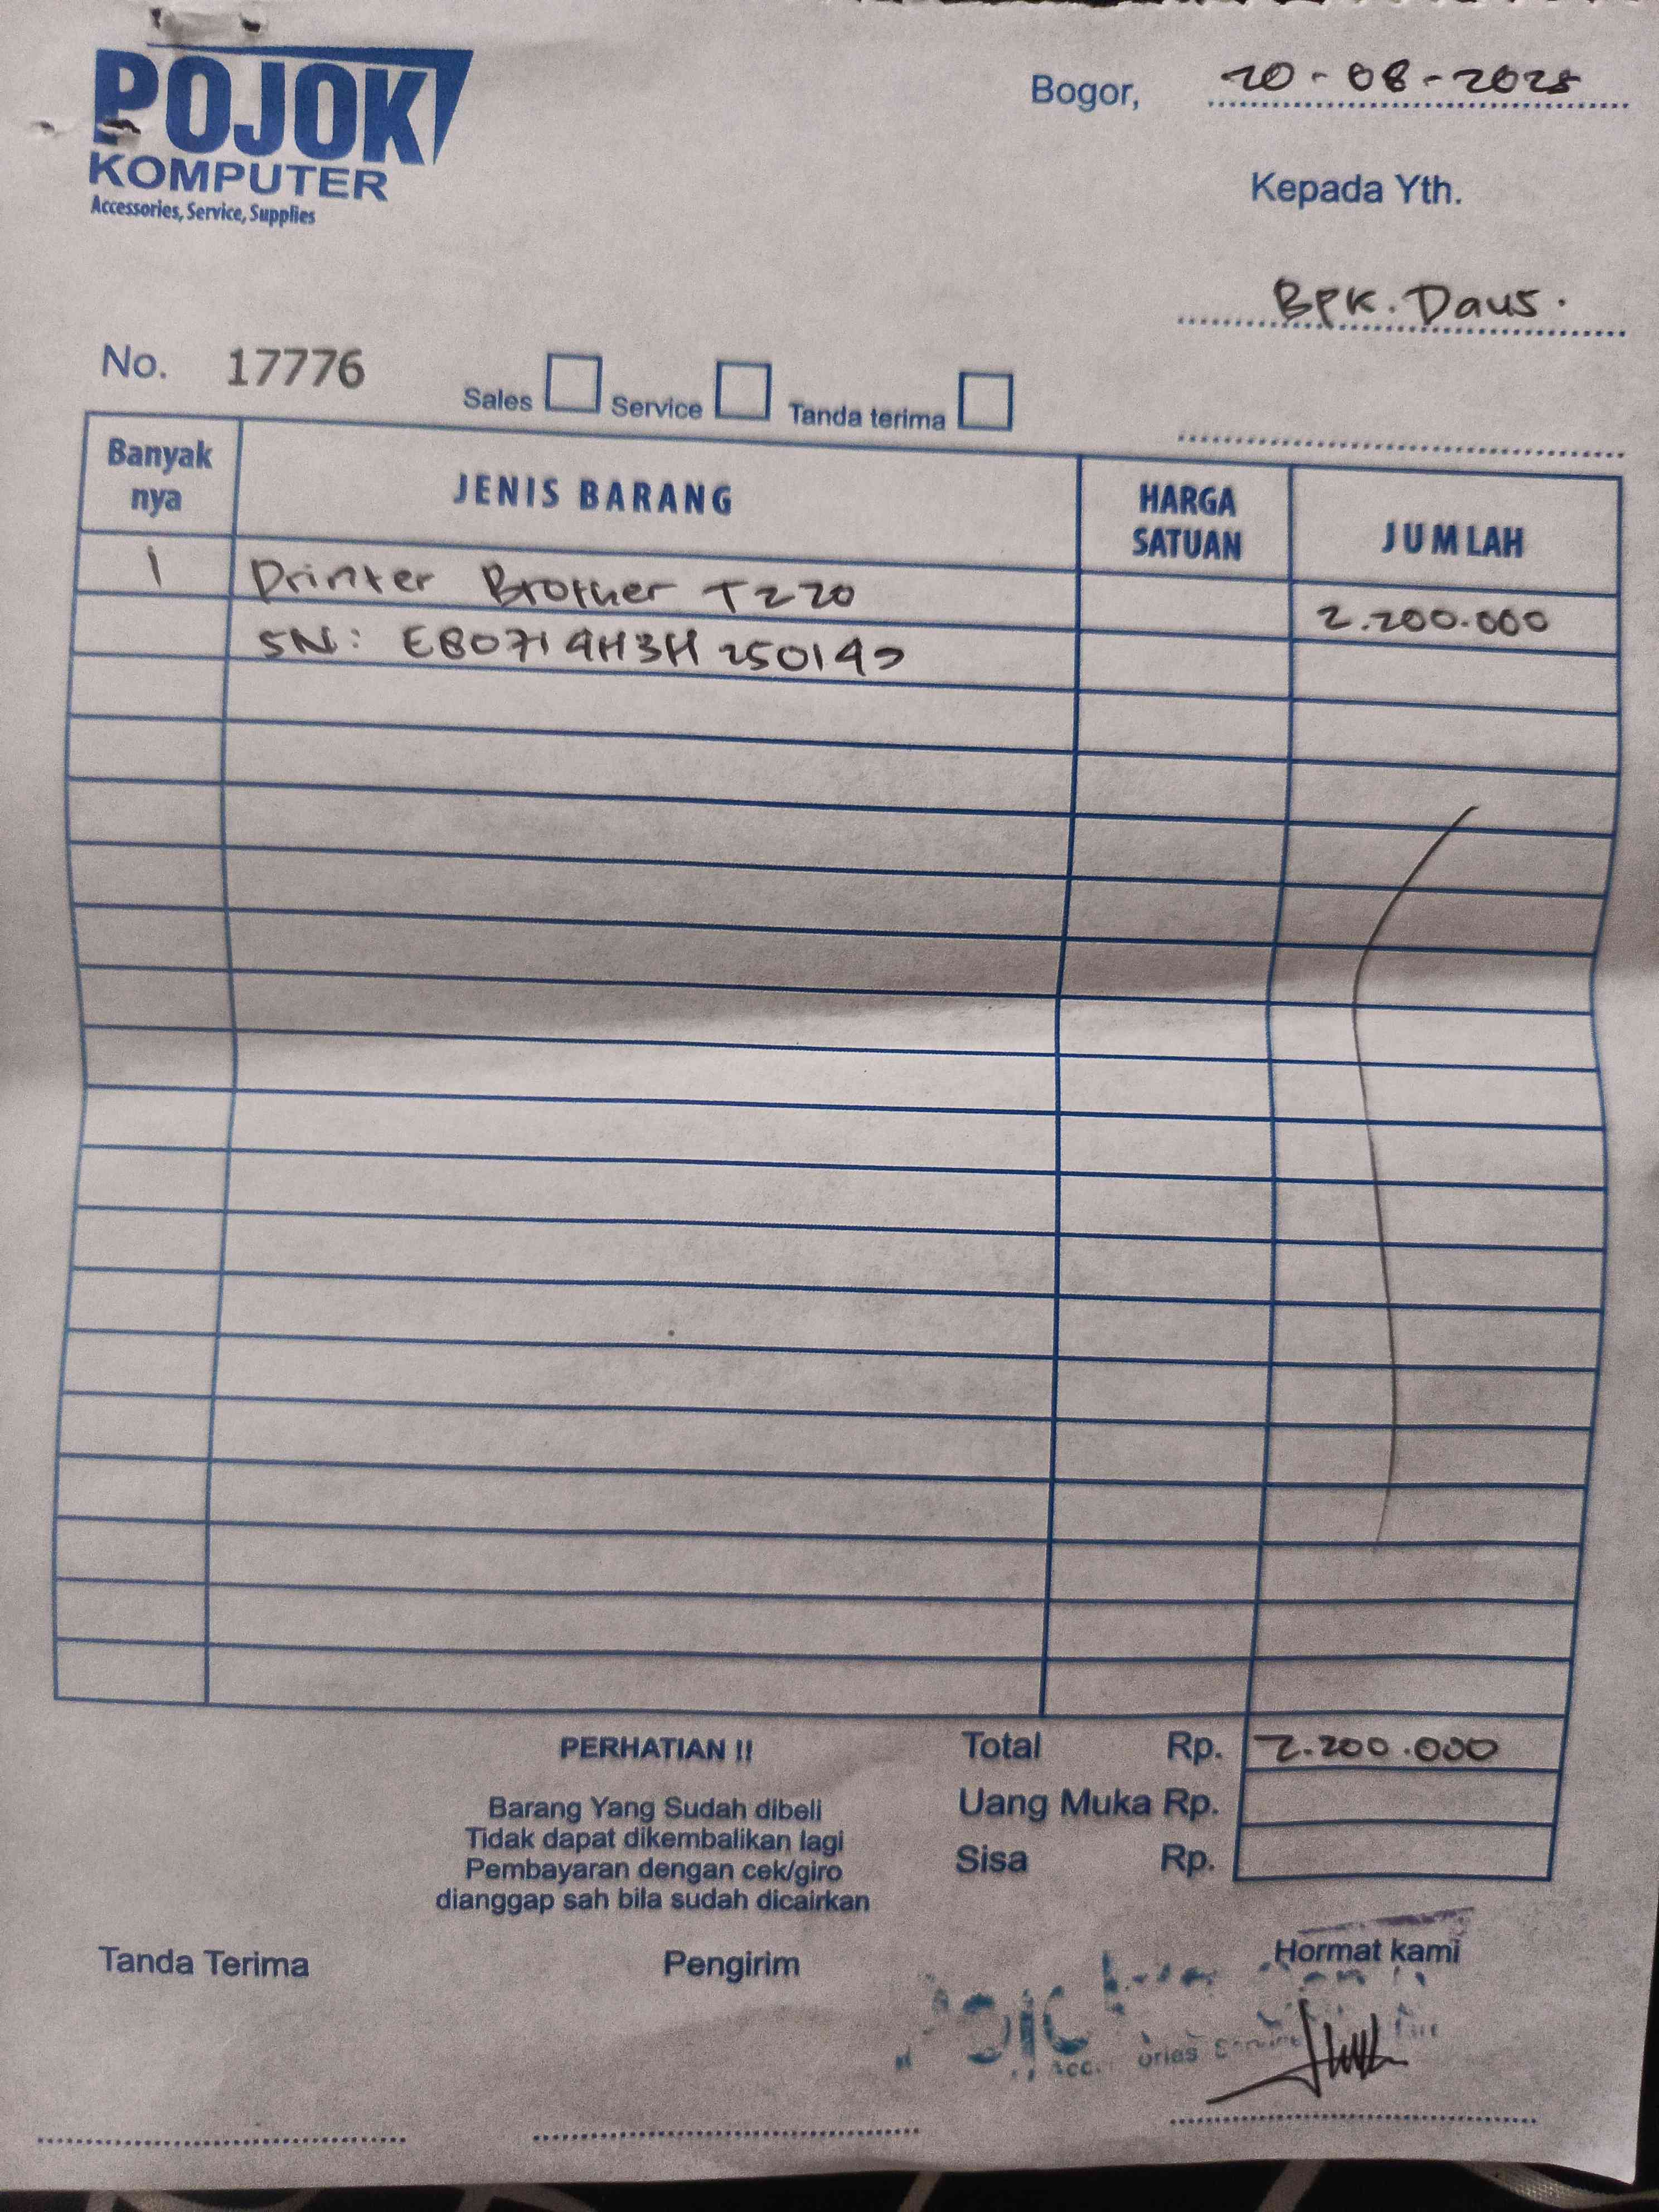 POJOK
KOMPUTER
Accessories, Service, Supplies
Bogor, 20-08-2025
Kepada Yth.
Bpk. Daus.
No. 17776
Sales Service Tanda terima
Banyak nya JENIS BARANG HARGA SATUAN JUMLAH
1 Printer Brother T220 2.200.000
SN:
PERHATIAN !!
Barang Yang Sudah dibeli
Tidak dapat dikembalikan lagi
Pembayaran dengan cek/giro
dianggap sah bila sudah dicairkan
Total Rp. 2.200.000
Uang Muka Rp.
Sisa Rp.
Tanda Terima Pengirim Hormat kami